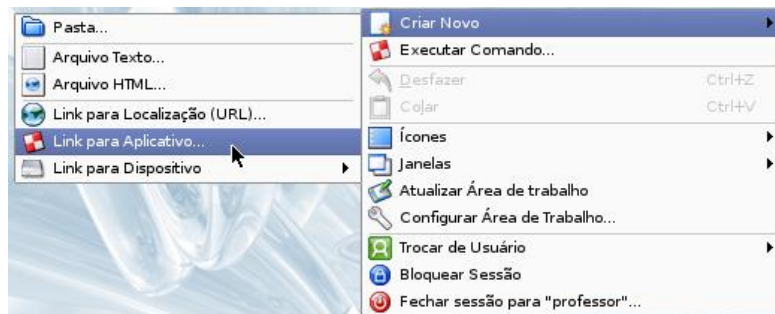 Pasta...
Arquivo Texto...
Arquivo HTML...
Link para Localização (URL)...
Link para Aplicativo...
Link para Dispositivo
Criar Novo
Executar Comando...
Desfazer Ctrl+Z
Colar Ctrl+V
Ícones
Janelas
Atualizar Área de trabalho
Configurar Área de Trabalho...
Trocar de Usuário
Bloquear Sessão
Fechar sessão para "professor"...